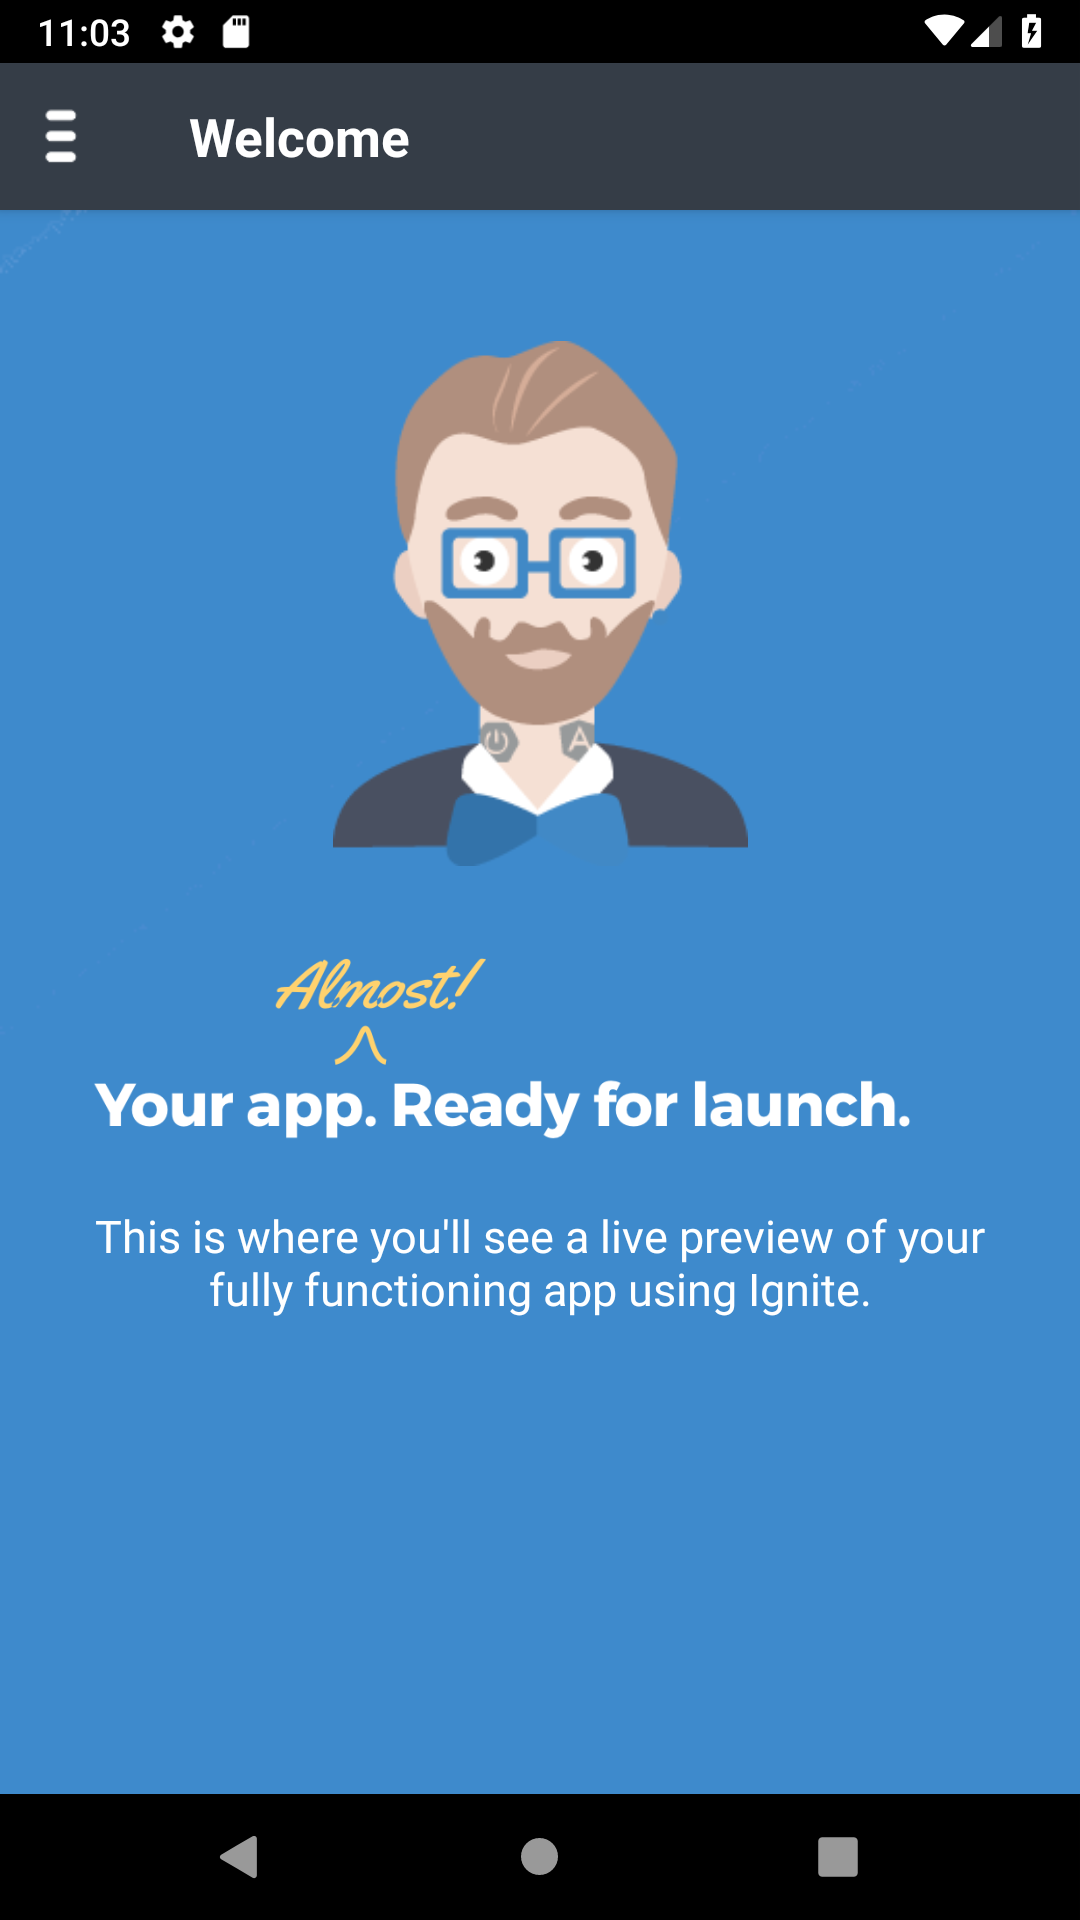 11:03
Welcome
A
Almost!
Your app. Ready for launch.
This is where you'll see a live preview of your
fully functioning app using Ignite.